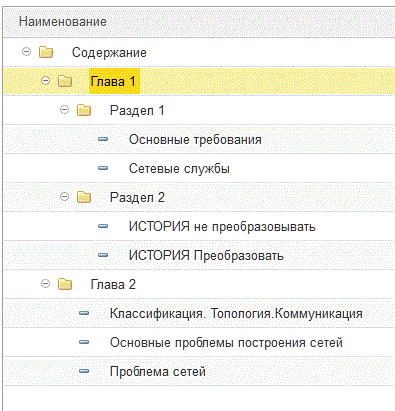 Наименование
Содержание
Глава 1
Раздел 1
Основные требования
Сетевые службы
Раздел 2
ИСТОРИЯ не преобразовывать
ИСТОРИЯ Преобразовать
Глава 2
Классификация. Топология.Коммуникация
Основные проблемы построения сетей
Проблема сетей